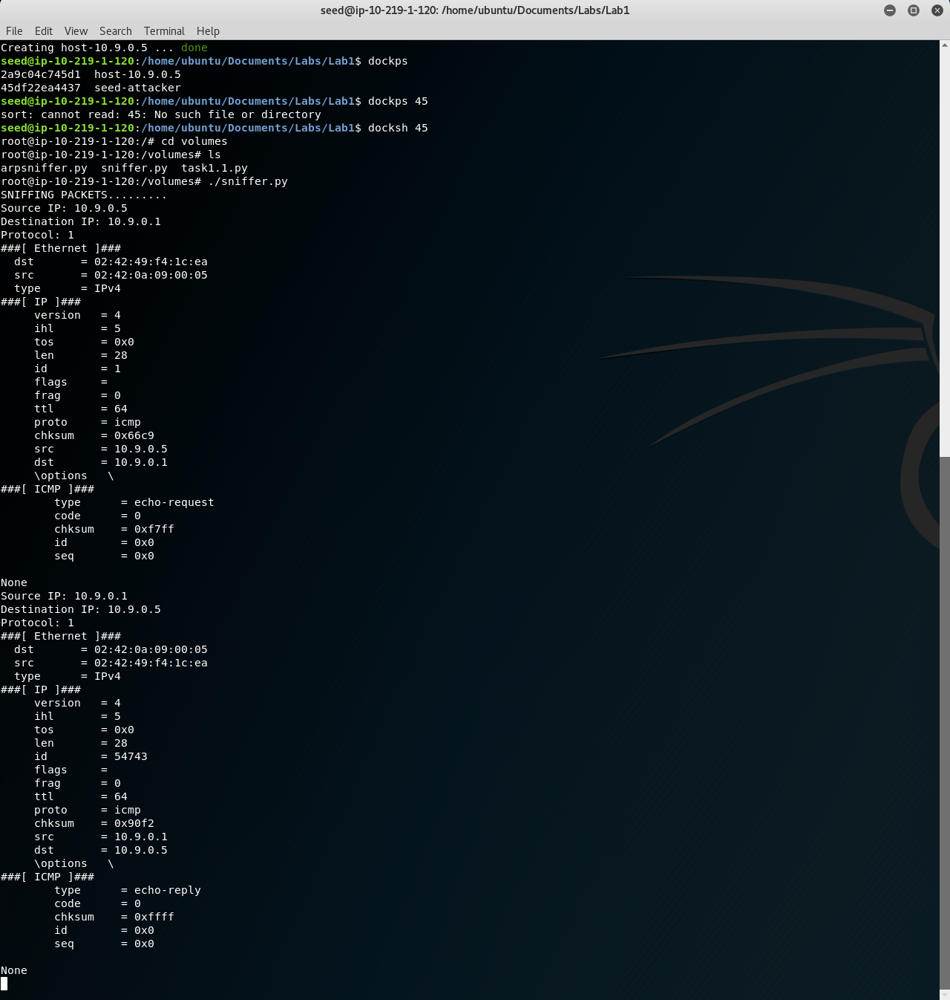 seed@ip-10-219-1-120: /home/ubuntu/Documents/Labs/Lab1
File Edit View Search Terminal Help
Creating host-10.9.0.5 ... done
seed@ip-10-219-1-120:/home/ubuntu/Documents/Labs/Lab1$ dockps
2a9c04c745d1  host-10.9.0.5
45df22ea4437  seed-attacker
seed@ip-10-219-1-120:/home/ubuntu/Documents/Labs/Lab1$ dockps 45
sort: cannot read: 45: No such file or directory
seed@ip-10-219-1-120:/home/ubuntu/Documents/Labs/Lab1$ docksh 45
root@ip-10-219-1-120:/# cd volumes
root@ip-10-219-1-120:/volumes# ls
arpsniffer.py  sniffer.py  task1.1.py
root@ip-10-219-1-120:/volumes# ./sniffer.py
SNIFFING PACKETS.........
Source IP: 10.9.0.5
Destination IP: 10.9.0.1
Protocol: 1
###[ Ethernet ]###
  dst       = 02:42:49:f4:1c:ea
  src       = 02:42:0a:09:00:05
  type      = IPv4
###[ IP ]###
     version   = 4
     ihl       = 5
     tos       = 0x0
     len       = 28
     id        = 1
     flags     =
     frag      = 0
     ttl       = 64
     proto     = icmp
     chksum    = 0x66c9
     src       = 10.9.0.5
     dst       = 10.9.0.1
     \options   \
###[ ICMP ]###
        type      = echo-request
        code      = 0
        chksum    = 0xf7ff
        id        = 0x0
        seq       = 0x0

None
Source IP: 10.9.0.1
Destination IP: 10.9.0.5
Protocol: 1
###[ Ethernet ]###
  dst       = 02:42:0a:09:00:05
  src       = 02:42:49:f4:1c:ea
  type      = IPv4
###[ IP ]###
     version   = 4
     ihl       = 5
     tos       = 0x0
     len       = 28
     id        = 54743
     flags     =
     frag      = 0
     ttl       = 64
     proto     = icmp
     chksum    = 0x90f2
     src       = 10.9.0.1
     dst       = 10.9.0.5
     \options   \
###[ ICMP ]###
        type      = echo-reply
        code      = 0
        chksum    = 0xffff
        id        = 0x0
        seq       = 0x0

None